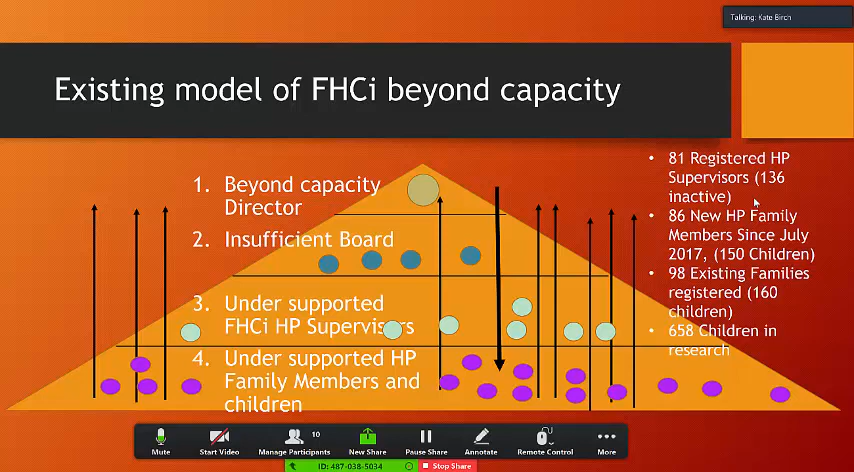 Talking: Kate Birch
Existing model of FHCi beyond capacity
1. Beyond capacity
Director
2. Insufficient Board
3. Under supported
FHCi HP Supervisors
4. Under supported HP
Family Members and
children
• 81 Registered HP
Supervisors (136
inactive)
• 86 New HP Family
Members Since July
2017, (150 Children)
• 98 Existing Families
registered (160
children)
• 658 Children in
research
Mute
Start Video
Manage Participants
10
New Share
Pause Share
Annotate
Remote Control
More
ID: 487-038-5034
Stop Share